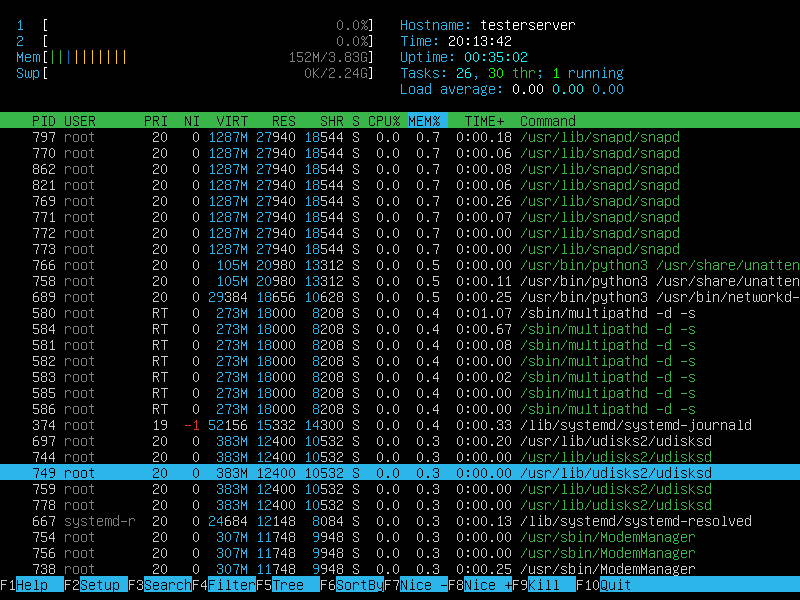 1 [ 0.0%] Hostname: testerserver
2 [ 0.0%] Time: 20:13:42
Mem[||||||||||| 152M/3.83G] Uptime: 00:35:02
Swp[ 0K/2.24G] Tasks: 26, 30 thr; 1 running
Load average: 0.00 0.00 0.00
PID USER PRI NI VIRT RES SHR S CPU% MEM% TIME+ Command
797 root 20 0 1287M 27940 18544 S 0.0 0.7 0:00.18 /usr/lib/snapd/snapd
770 root 20 0 1287M 27940 18544 S 0.0 0.7 0:00.06 /usr/lib/snapd/snapd
862 root 20 0 1287M 27940 18544 S 0.0 0.7 0:00.08 /usr/lib/snapd/snapd
821 root 20 0 1287M 27940 18544 S 0.0 0.7 0:00.06 /usr/lib/snapd/snapd
769 root 20 0 1287M 27940 18544 S 0.0 0.7 0:00.26 /usr/lib/snapd/snapd
771 root 20 0 1287M 27940 18544 S 0.0 0.7 0:00.07 /usr/lib/snapd/snapd
772 root 20 0 1287M 27940 18544 S 0.0 0.7 0:00.00 /usr/lib/snapd/snapd
773 root 20 0 1287M 27940 18544 S 0.0 0.7 0:00.00 /usr/lib/snapd/snapd
766 root 20 0 105M 20980 13312 S 0.0 0.5 0:00.00 /usr/bin/python3 /usr/share/unatten
758 root 20 0 105M 20980 13312 S 0.0 0.5 0:00.11 /usr/bin/python3 /usr/share/unatten
689 root 20 0 29384 18656 10628 S 0.0 0.5 0:00.25 /usr/bin/python3 /usr/bin/networkd-
580 root RT 0 273M 18000 8208 S 0.0 0.4 0:01.07 /sbin/multipathd -d -s
584 root RT 0 273M 18000 8208 S 0.0 0.4 0:00.67 /sbin/multipathd -d -s
581 root RT 0 273M 18000 8208 S 0.0 0.4 0:00.08 /sbin/multipathd -d -s
582 root RT 0 273M 18000 8208 S 0.0 0.4 0:00.00 /sbin/multipathd -d -s
583 root RT 0 273M 18000 8208 S 0.0 0.4 0:00.02 /sbin/multipathd -d -s
585 root RT 0 273M 18000 8208 S 0.0 0.4 0:00.00 /sbin/multipathd -d -s
586 root RT 0 273M 18000 8208 S 0.0 0.4 0:00.00 /sbin/multipathd -d -s
374 root 19 -1 52156 15332 14300 S 0.0 0.4 0:00.33 /lib/systemd/systemd-journald
697 root 20 0 383M 12400 10532 S 0.0 0.3 0:00.20 /usr/lib/udisks2/udisksd
744 root 20 0 383M 12400 10532 S 0.0 0.3 0:00.00 /usr/lib/udisks2/udisksd
749 root 20 0 383M 12400 10532 S 0.0 0.3 0:00.00 /usr/lib/udisks2/udisksd
759 root 20 0 383M 12400 10532 S 0.0 0.3 0:00.00 /usr/lib/udisks2/udisksd
778 root 20 0 383M 12400 10532 S 0.0 0.3 0:00.00 /usr/lib/udisks2/udisksd
667 systemd-r 20 0 24684 12148 8084 S 0.0 0.3 0:00.13 /lib/systemd/systemd-resolved
754 root 20 0 307M 11748 9948 S 0.0 0.3 0:00.00 /usr/sbin/ModemManager
756 root 20 0 307M 11748 9948 S 0.0 0.3 0:00.00 /usr/sbin/ModemManager
738 root 20 0 307M 11748 9948 S 0.0 0.3 0:00.25 /usr/sbin/ModemManager
F1Help F2Setup F3SearchF4FilterF5Tree F6SortByF7Nice -F8Nice +F9Kill F10Quit